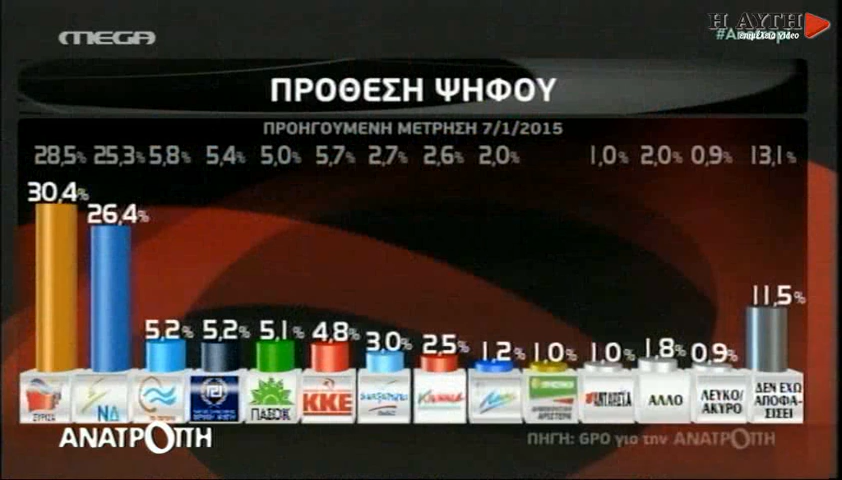 MEGA
Η ΑΥΓΗ
επιμέλεια video
ΠΡΟΘΕΣΗ ΨΗΦΟΥ
ΠΡΟΗΓΟΥΜΕΝΗ ΜΕΤΡΗΣΗ 7/1/2015
28,5% 25,3% 5,8% 5,4% 5,0% 5,7% 2,7% 2,6% 2,0% 1,0% 2,0% 0,9% 13,1%
30,4% 26,4% 5,2% 5,2% 5,1% 4,8% 3,0% 2,5% 1,2% 1,0% 1,0% 1,8% 0,9% 11,5%
ΣΥΡΙΖΑ ΝΔ ΠΑΣΟΚ ΚΚΕ ΑΝΤΑΡΣΥΑ ΑΛΛΟ ΛΕΥΚΟ/ ΑΚΥΡΟ ΔΕΝ ΕΧΩ ΑΠΟΦΑ- ΣΙΣΕΙ
ΑΝΑΤΡΟΠΗ
ΠΗΓΗ: GPO για την ΑΝΑΤΡΟΠΗ